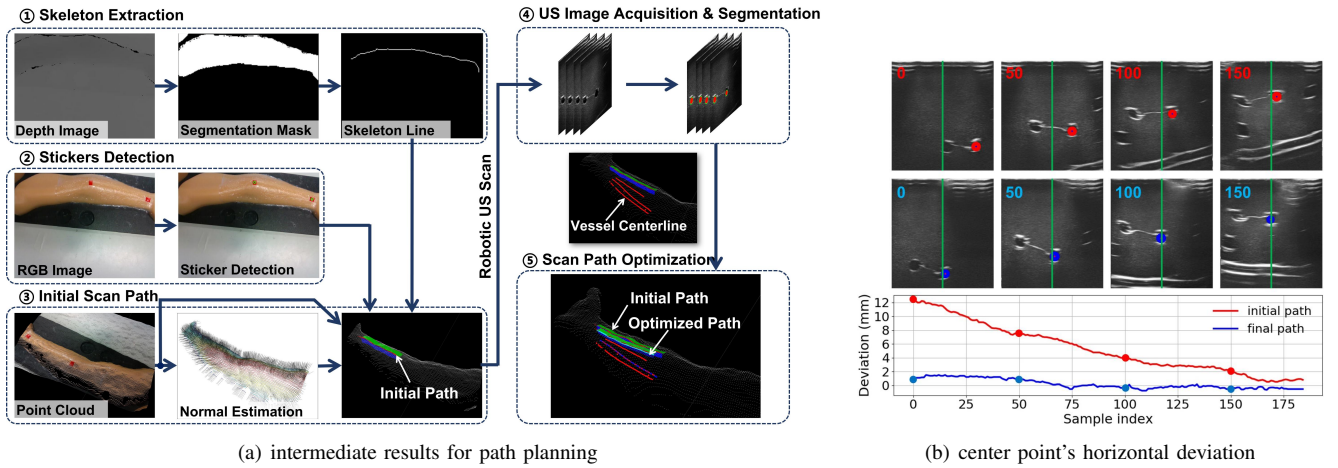 ① Skeleton Extraction
Depth Image
Segmentation Mask
Skeleton Line
② Stickers Detection
RGB Image
Sticker Detection
③ Initial Scan Path
Point Cloud
Normal Estimation
Initial Path
Robotic US Scan
④ US Image Acquisition & Segmentation
Vessel Centerline
⑤ Scan Path Optimization
Initial Path
Optimized Path
(a) intermediate results for path planning
0 50 100 150
0 50 100 150
Deviation (mm)
12
10
8
6
4
2
0
initial path
final path
0 25 50 75 100 125 150 175
Sample index
(b) center point's horizontal deviation